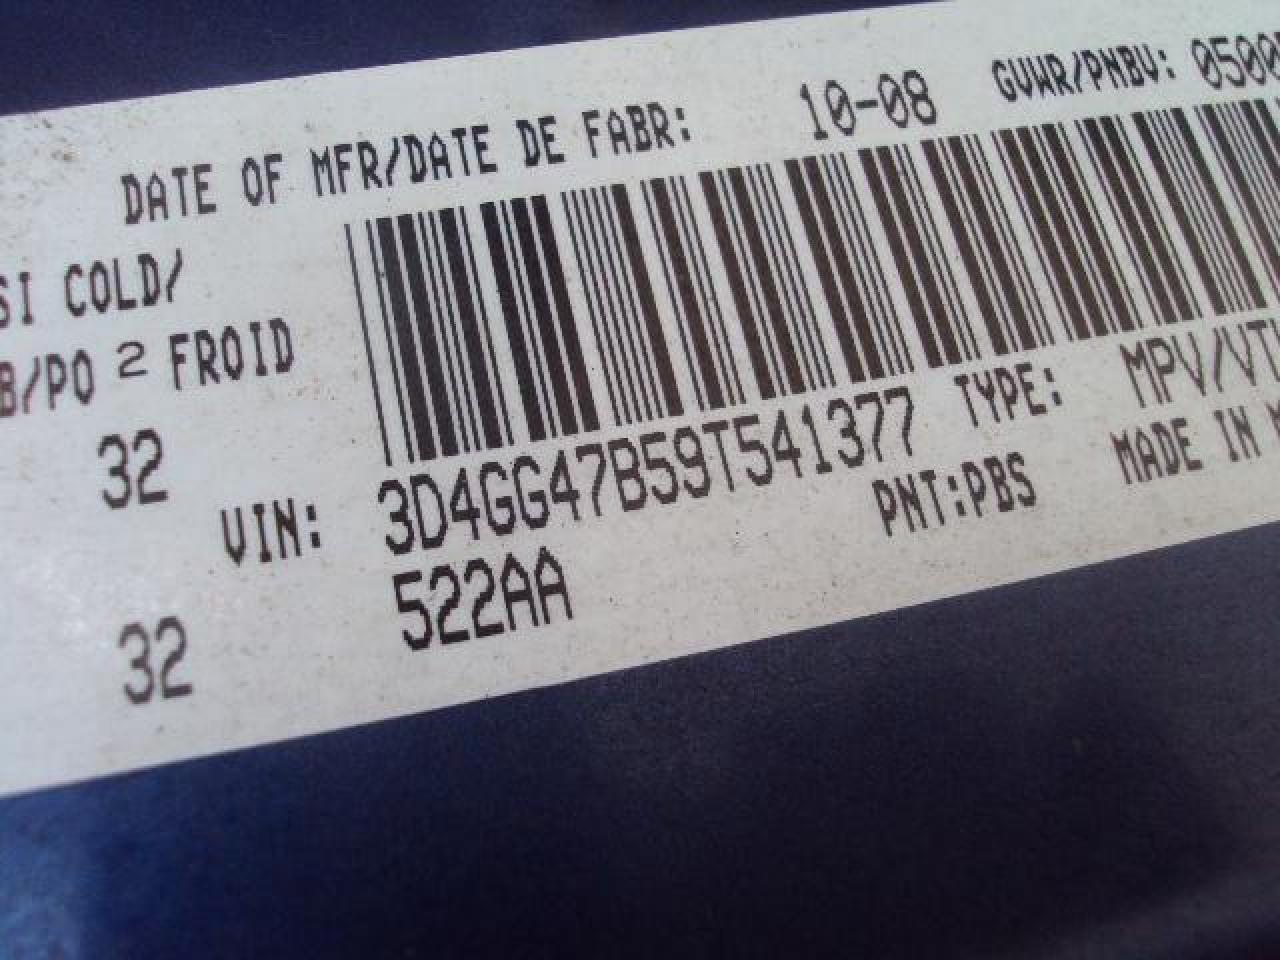 DATE OF MFR/DATE DE FABR: 10-08 GVWR/PNBV: 0500
SI COLD/
B/PO 2 FROID
32
VIN: 3D4GG47B59T541377 TYPE: MPV/VT
522AA PNT:PBS MADE IN
32